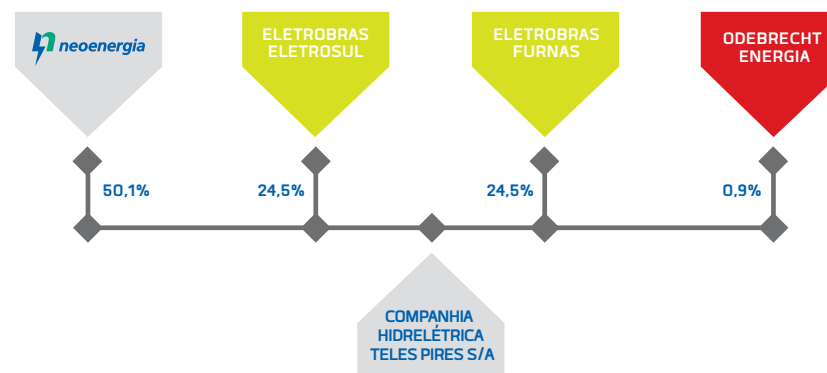 neoenergia
ELETROBRAS
ELETROSUL
ELETROBRAS
FURNAS
ODEBRECHT
ENERGIA
50,1%
24,5%
24,5%
0,9%
COMPANHIA
HIDRELÉTRICA
TELES PIRES S/A